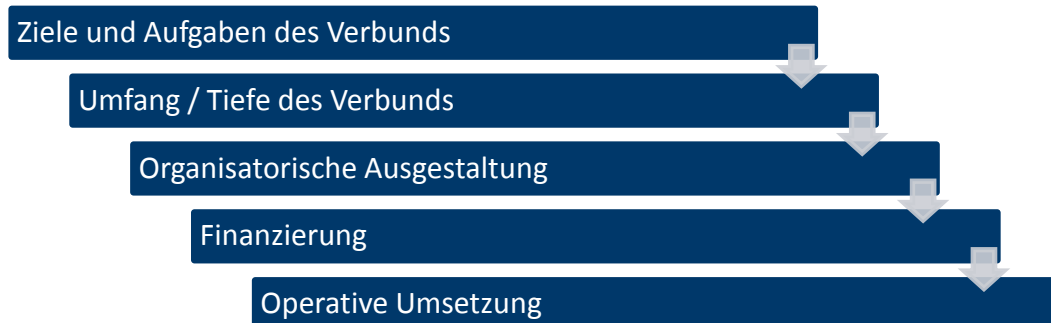 Ziele und Aufgaben des Verbunds
Umfang / Tiefe des Verbunds
Organisatorische Ausgestaltung
Finanzierung
Operative Umsetzung